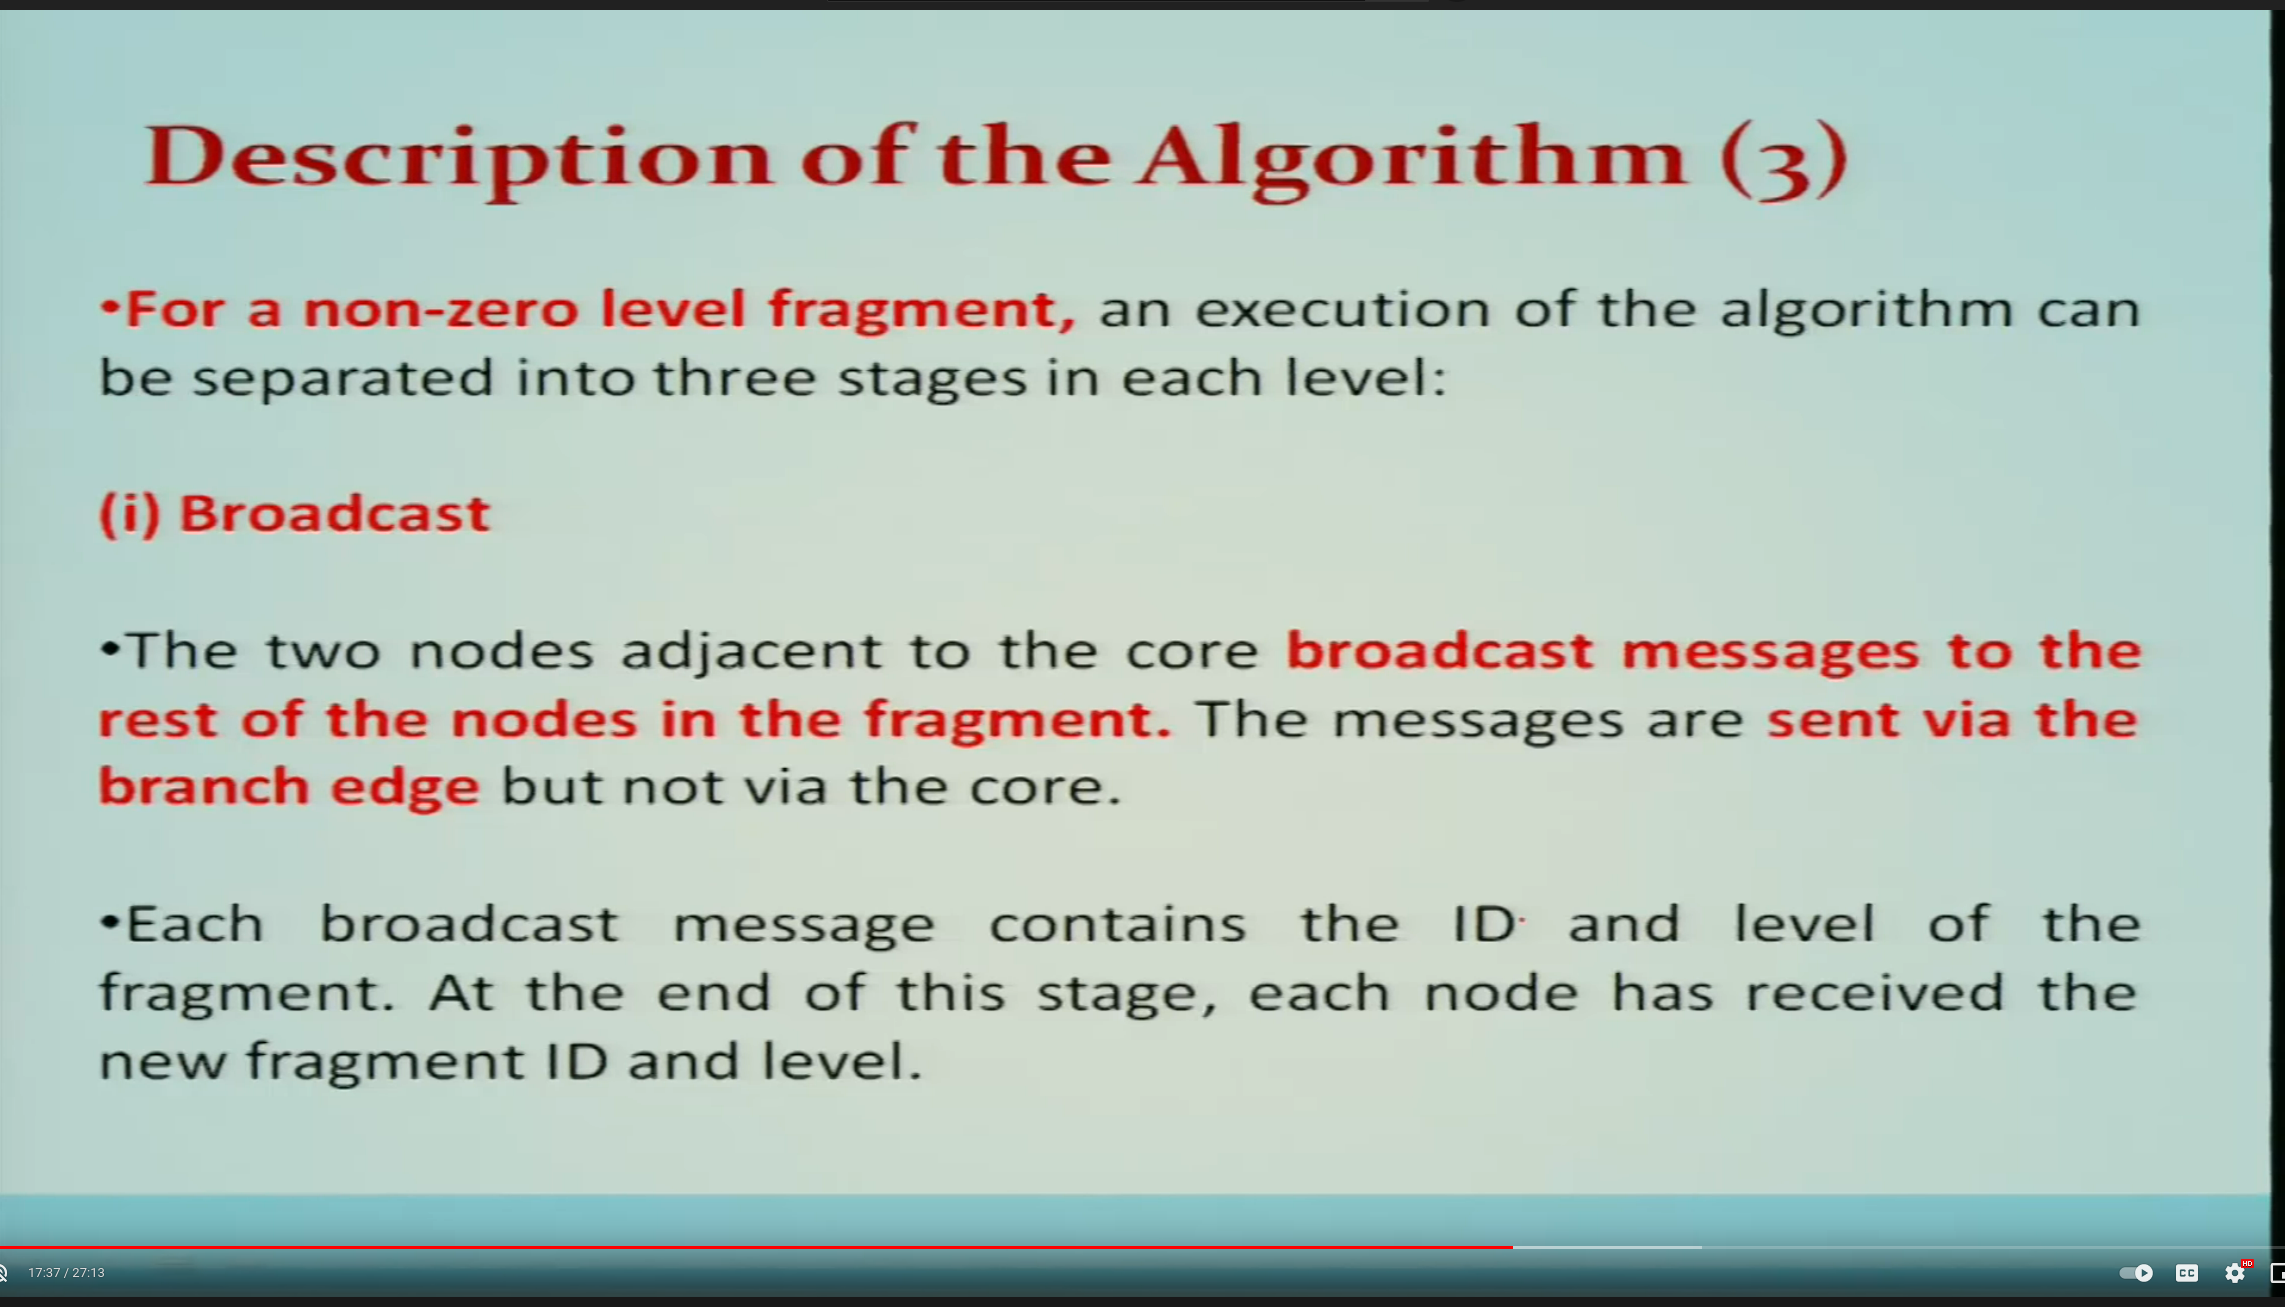 Description of the Algorithm (3)
•For a non-zero level fragment, an execution of the algorithm can
be separated into three stages in each level:
(i) Broadcast
•The two nodes adjacent to the core broadcast messages to the
rest of the nodes in the fragment. The messages are sent via the
branch edge but not via the core.
•Each broadcast message contains the ID and level of the
fragment. At the end of this stage, each node has received the
new fragment ID and level.
17:37 / 27:13
CC
HD